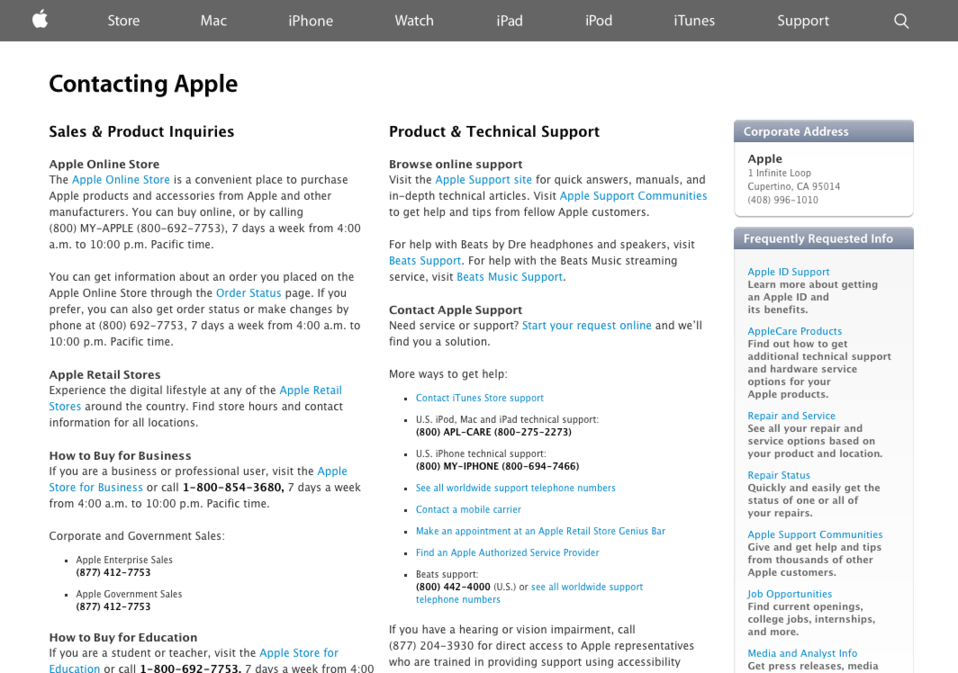 Store Mac iPhone Watch iPad iPod iTunes Support
Contacting Apple
Sales & Product Inquiries
Apple Online Store
The Apple Online Store is a convenient place to purchase
Apple products and accessories from Apple and other
manufacturers. You can buy online, or by calling
(800) MY-APPLE (800-692-7753), 7 days a week from 4:00
a.m. to 10:00 p.m. Pacific time.
You can get information about an order you placed on the
Apple Online Store through the Order Status page. If you
prefer, you can also get order status or make changes by
phone at (800) 692-7753, 7 days a week from 4:00 a.m. to
10:00 p.m. Pacific time.
Apple Retail Stores
Experience the digital lifestyle at any of the Apple Retail
Stores around the country. Find store hours and contact
information for all locations.
How to Buy for Business
If you are a business or professional user, visit the Apple
Store for Business or call 1-800-854-3680, 7 days a week
from 4:00 a.m. to 10:00 p.m. Pacific time.
Corporate and Government Sales:
• Apple Enterprise Sales
(877) 412-7753
• Apple Government Sales
(877) 412-7753
How to Buy for Education
If you are a student or teacher, visit the Apple Store for
Education or call 1-800-692-7753, 7 days a week from 4:00
Product & Technical Support
Browse online support
Visit the Apple Support site for quick answers, manuals, and
in-depth technical articles. Visit Apple Support Communities
to get help and tips from fellow Apple customers.
For help with Beats by Dre headphones and speakers, visit
Beats Support. For help with the Beats Music streaming
service, visit Beats Music Support.
Contact Apple Support
Need service or support? Start your request online and we'll
find you a solution.
More ways to get help:
• Contact iTunes Store support
• U.S. iPod, Mac and iPad technical support:
(800) APL-CARE (800-275-2273)
• U.S. iPhone technical support:
(800) MY-IPHONE (800-694-7466)
• See all worldwide support telephone numbers
• Contact a mobile carrier
• Make an appointment at an Apple Retail Store Genius Bar
• Find an Apple Authorized Service Provider
• Beats support:
(800) 442-4000 (U.S.) or see all worldwide support
telephone numbers
If you have a hearing or vision impairment, call
(877) 204-3930 for direct access to Apple representatives
who are trained in providing support using accessibility
Corporate Address
Apple
1 Infinite Loop
Cupertino, CA 95014
(408) 996-1010
Frequently Requested Info
Apple ID Support
Learn more about getting
an Apple ID and
its benefits.
AppleCare Products
Find out how to get
additional technical support
and hardware service
options for your
Apple products.
Repair and Service
See all your repair and
service options based on
your product and location.
Repair Status
Quickly and easily get the
status of one or all of
your repairs.
Apple Support Communities
Give and get help and tips
from thousands of other
Apple customers.
Job Opportunities
Find current openings,
college jobs, internships,
and more.
Media and Analyst Info
Get press releases, media